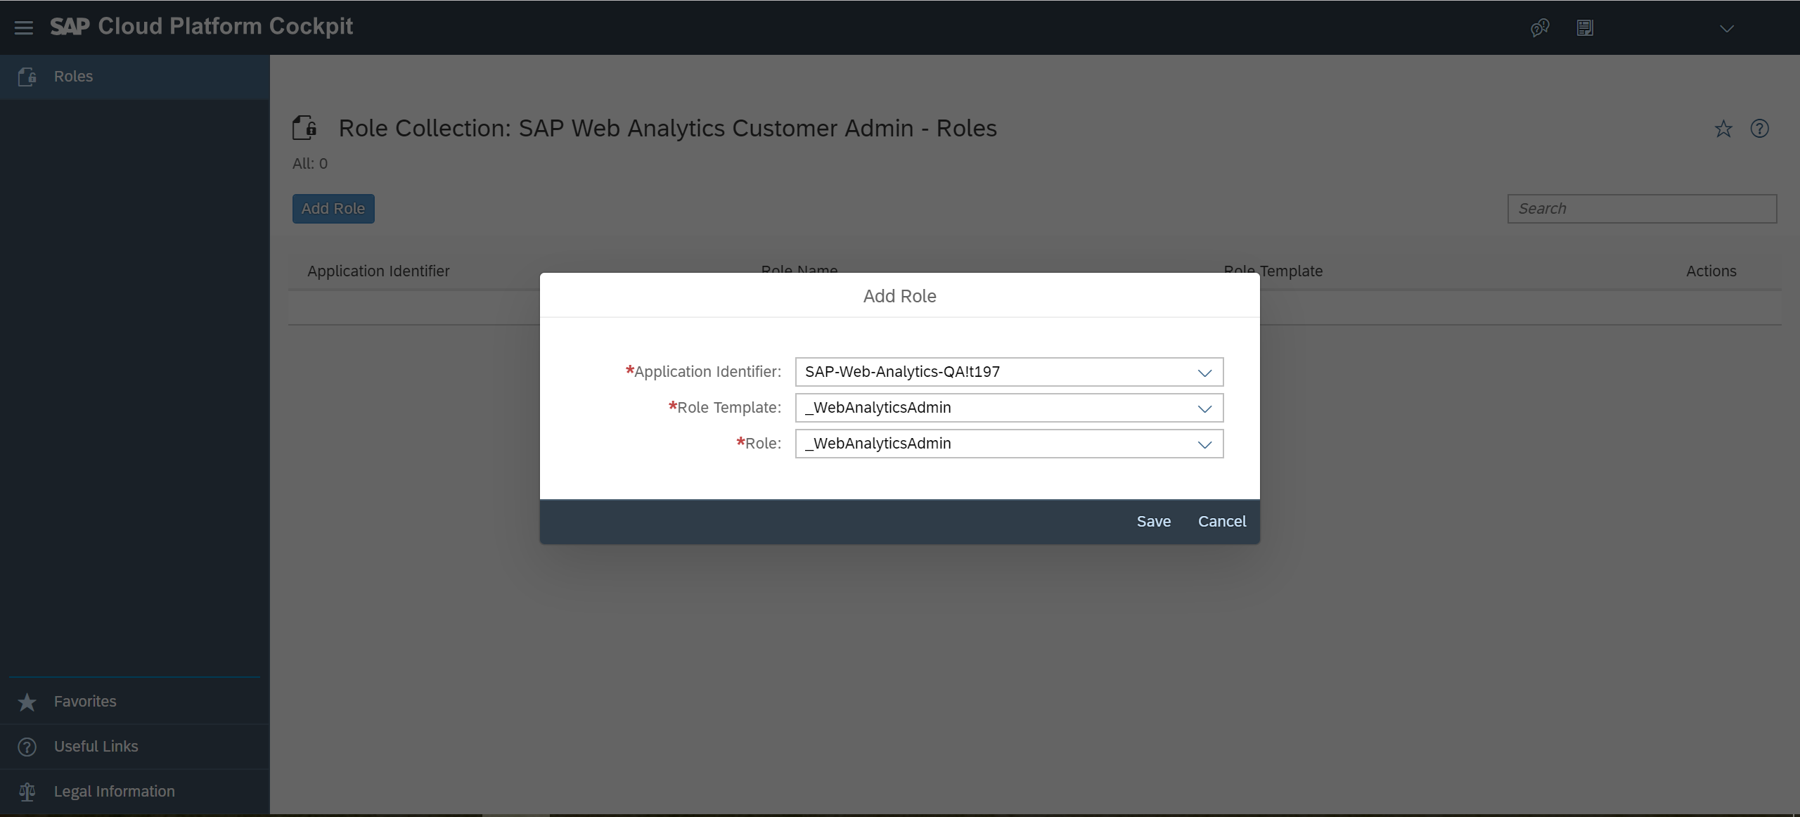 SAP Cloud Platform Cockpit
Roles
Role Collection: SAP Web Analytics Customer Admin - Roles
All: 0
Add Role
Search
Application Identifier
Role Name
Role Template
Actions
Add Role
*Application Identifier:
SAP-Web-Analytics-QA!t197
*Role Template:
_WebAnalyticsAdmin
*Role:
_WebAnalyticsAdmin
Save
Cancel
Favorites
Useful Links
Legal Information